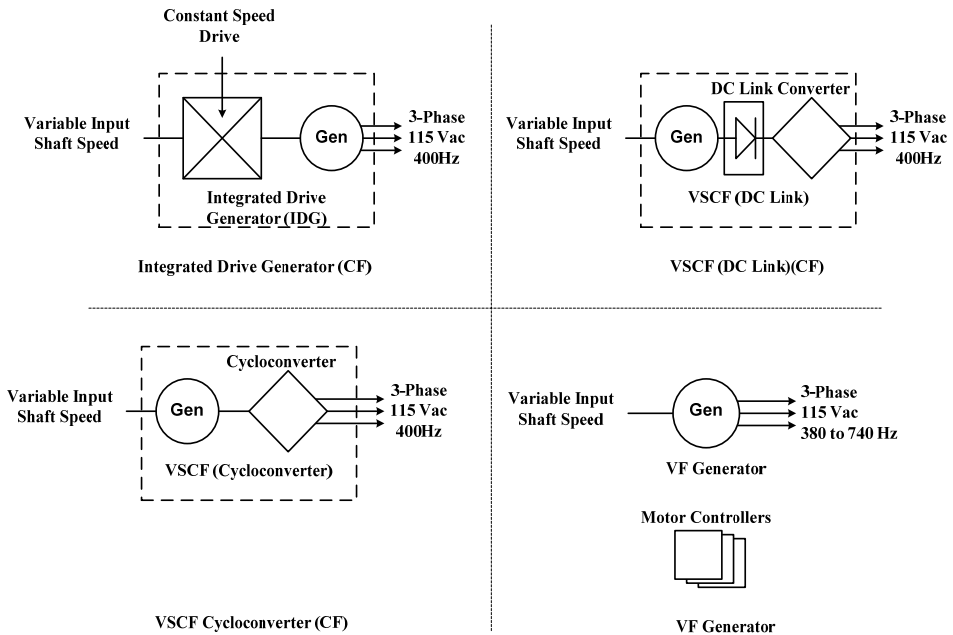 Constant Speed
Drive
Variable Input
Shaft Speed
Gen
3-Phase
115 Vac
400Hz
Integrated Drive
Generator (IDG)
Integrated Drive Generator (CF)
DC Link Converter
Variable Input
Shaft Speed
Gen
3-Phase
115 Vac
400Hz
VSCF (DC Link)
VSCF (DC Link)(CF)
Cycloconverter
Variable Input
Shaft Speed
Gen
3-Phase
115 Vac
400Hz
VSCF (Cycloconverter)
VSCF Cycloconverter (CF)
Variable Input
Shaft Speed
Gen
3-Phase
115 Vac
380 to 740 Hz
VF Generator
Motor Controllers
VF Generator